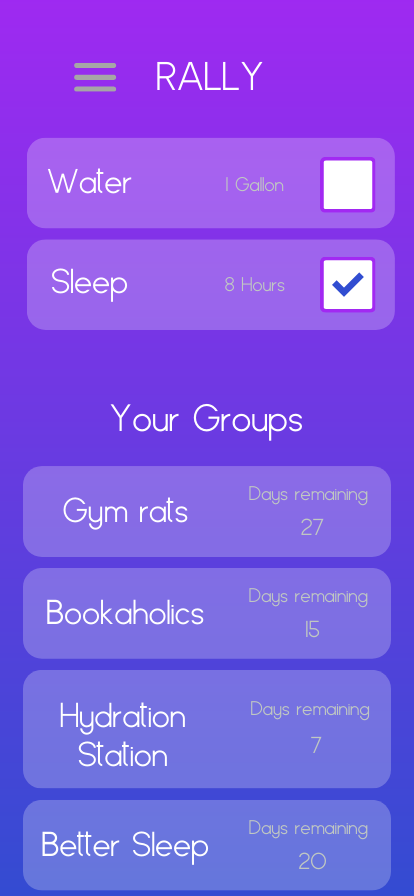 RALLY
Water 1 Gallon
Sleep 8 Hours
Your Groups
Gym rats Days remaining
27
Bookaholics Days remaining
15
Hydration Days remaining
Station 7
Better Sleep Days remaining
20